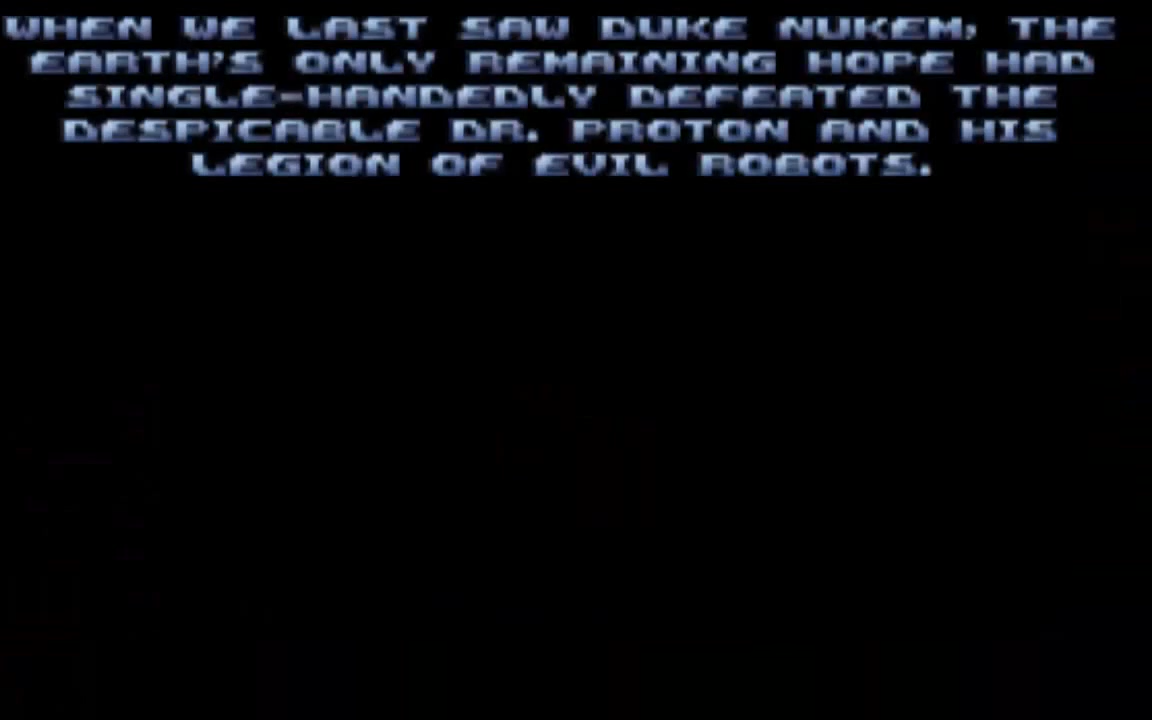 WHEN WE LAST SAW DUKE NUKEM, THE
EARTH'S ONLY REMAINING HOPE HAD
SINGLE-HANDEDLY DEFEATED THE
DESPICABLE DR. PROTON AND HIS
LEGION OF EVIL ROBOTS.